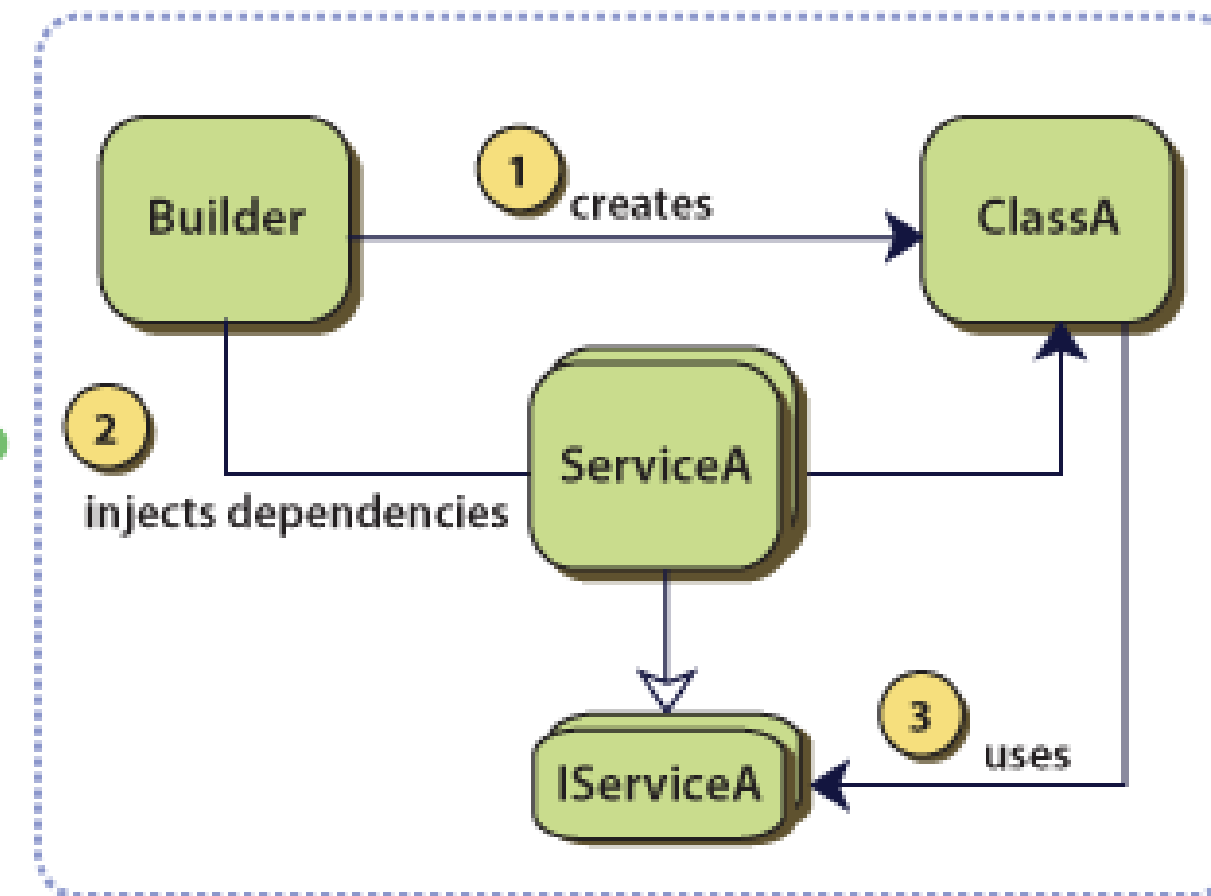 1
creates
Builder
ClassA
2
injects dependencies
ServiceA
3
uses
IServiceA